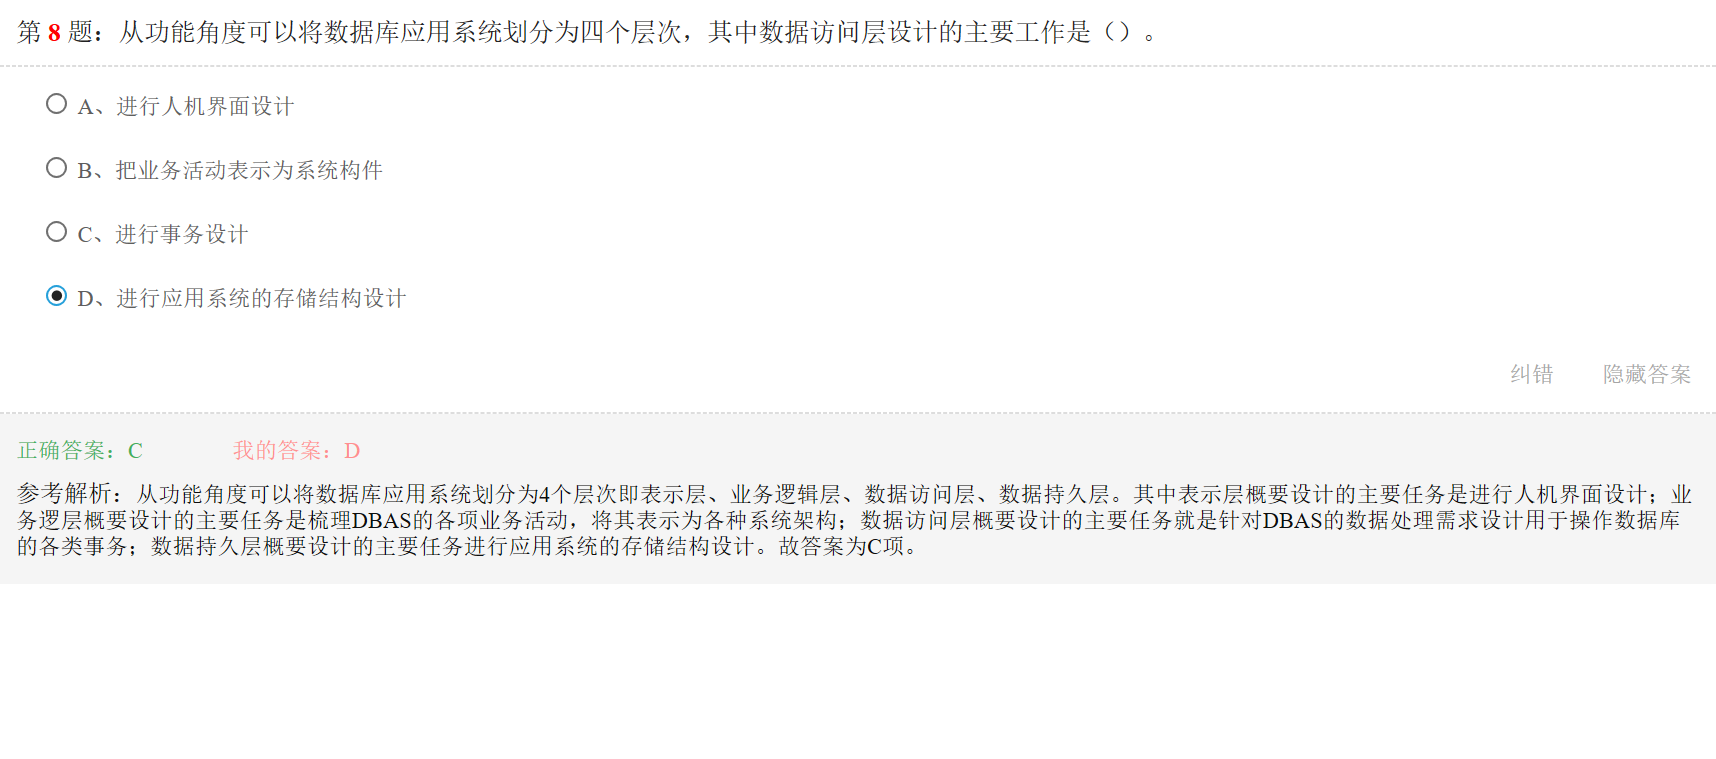 第 8 题：从功能角度可以将数据库应用系统划分为四个层次，其中数据访问层设计的主要工作是（）。
A、进行人机界面设计
B、把业务活动表示为系统构件
C、进行事务设计
D、进行应用系统的存储结构设计
纠错 隐藏答案
正确答案：C 我的答案：D
参考解析：从功能角度可以将数据库应用系统划分为4个层次即表示层、业务逻辑层、数据访问层、数据持久层。其中表示层概要设计的主要任务是进行人机界面设计；业
务逻层概要设计的主要任务是梳理DBAS的各项业务活动，将其表示为各种系统架构；数据访问层概要设计的主要任务就是针对DBAS的数据处理需求设计用于操作数据库
的各类事务；数据持久层概要设计的主要任务进行应用系统的存储结构设计。故答案为C项。